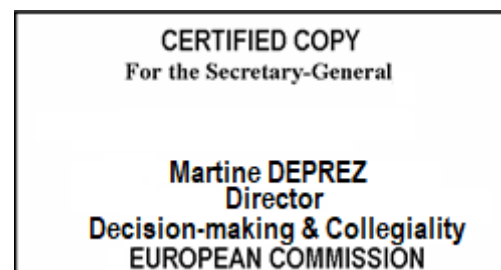 CERTIFIED COPY
For the Secretary-General
Martine DEPREZ
Director
Decision-making & Collegiality
EUROPEAN COMMISSION